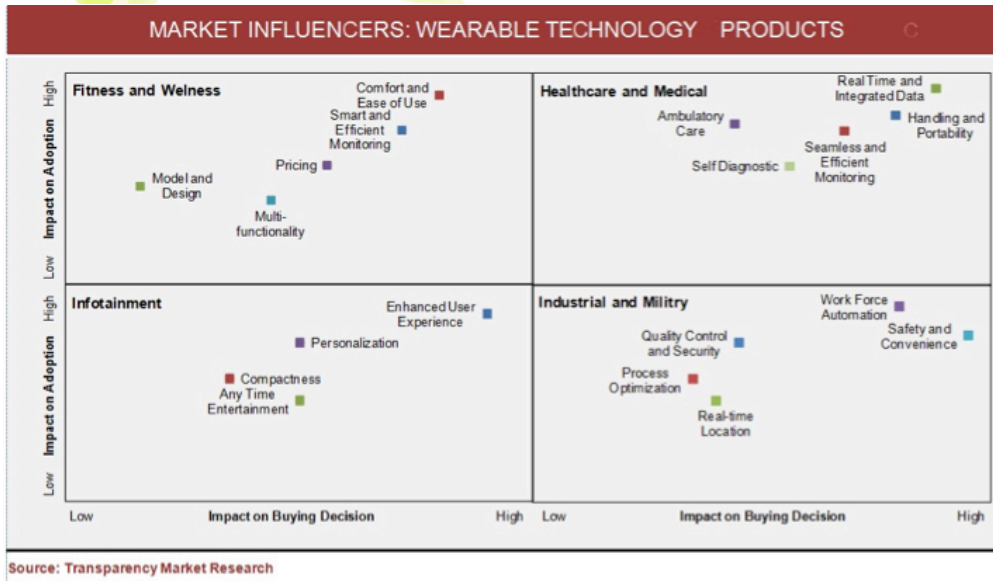 MARKET INFLUENCERS: WEARABLE TECHNOLOGY PRODUCTS C
Fitness and Welness
Comfort and
Ease of Use
Smart and
Efficient
Monitoring
Pricing
Model and
Design
Multi-
functionality
High
Impact on Adoption
Low
Healthcare and Medical
Real Time and
Integrated Data
Ambulatory
Care
Handling and
Portability
Self Diagnostic
Seamless and
Efficient
Monitoring
Infotainment
Enhanced User
Experience
Personalization
Compactness
Any Time
Entertainment
High
Impact on Adoption
Low
Industrial and Militry
Work Force
Automation
Safety and
Convenience
Quality Control
and Security
Process
Optimization
Real-time
Location
Low Impact on Buying Decision High
Low Impact on Buying Decision High
Source: Transparency Market Research